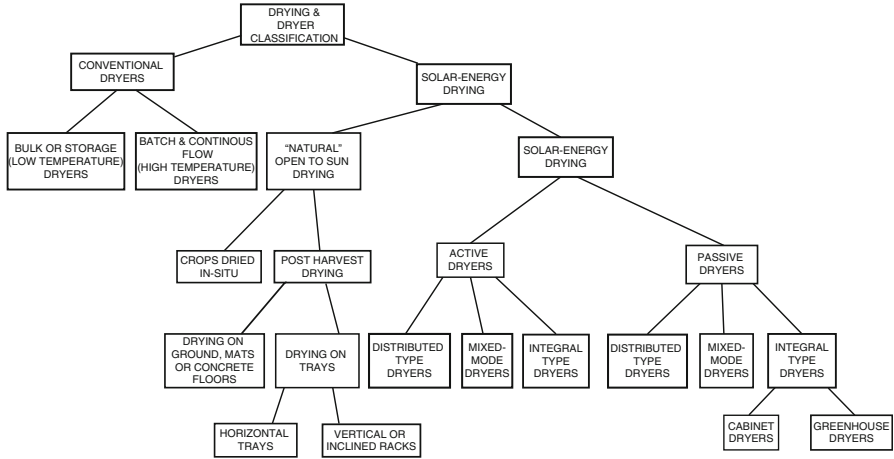 DRYING &
DRYER
CLASSIFICATION
CONVENTIONAL
DRYERS
SOLAR-ENERGY
DRYING
BULK OR STORAGE
(LOW TEMPERATURE)
DRYERS
BATCH & CONTINOUS
FLOW
(HIGH TEMPERATURE)
DRYERS
“NATURAL”
OPEN TO SUN
DRYING
SOLAR-ENERGY
DRYING
CROPS DRIED
IN-SITU
POST HARVEST
DRYING
ACTIVE
DRYERS
PASSIVE
DRYERS
DRYING ON
GROUND, MATS
OR CONCRETE
FLOORS
DRYING ON
TRAYS
DISTRIBUTED
TYPE
DRYERS
MIXED-
MODE
DRYERS
INTEGRAL
TYPE
DRYERS
DISTRIBUTED
TYPE
DRYERS
MIXED-
MODE
DRYERS
INTEGRAL
TYPE
DRYERS
HORIZONTAL
TRAYS
VERTICAL OR
INCLINED RACKS
CABINET
DRYERS
GREENHOUSE
DRYERS